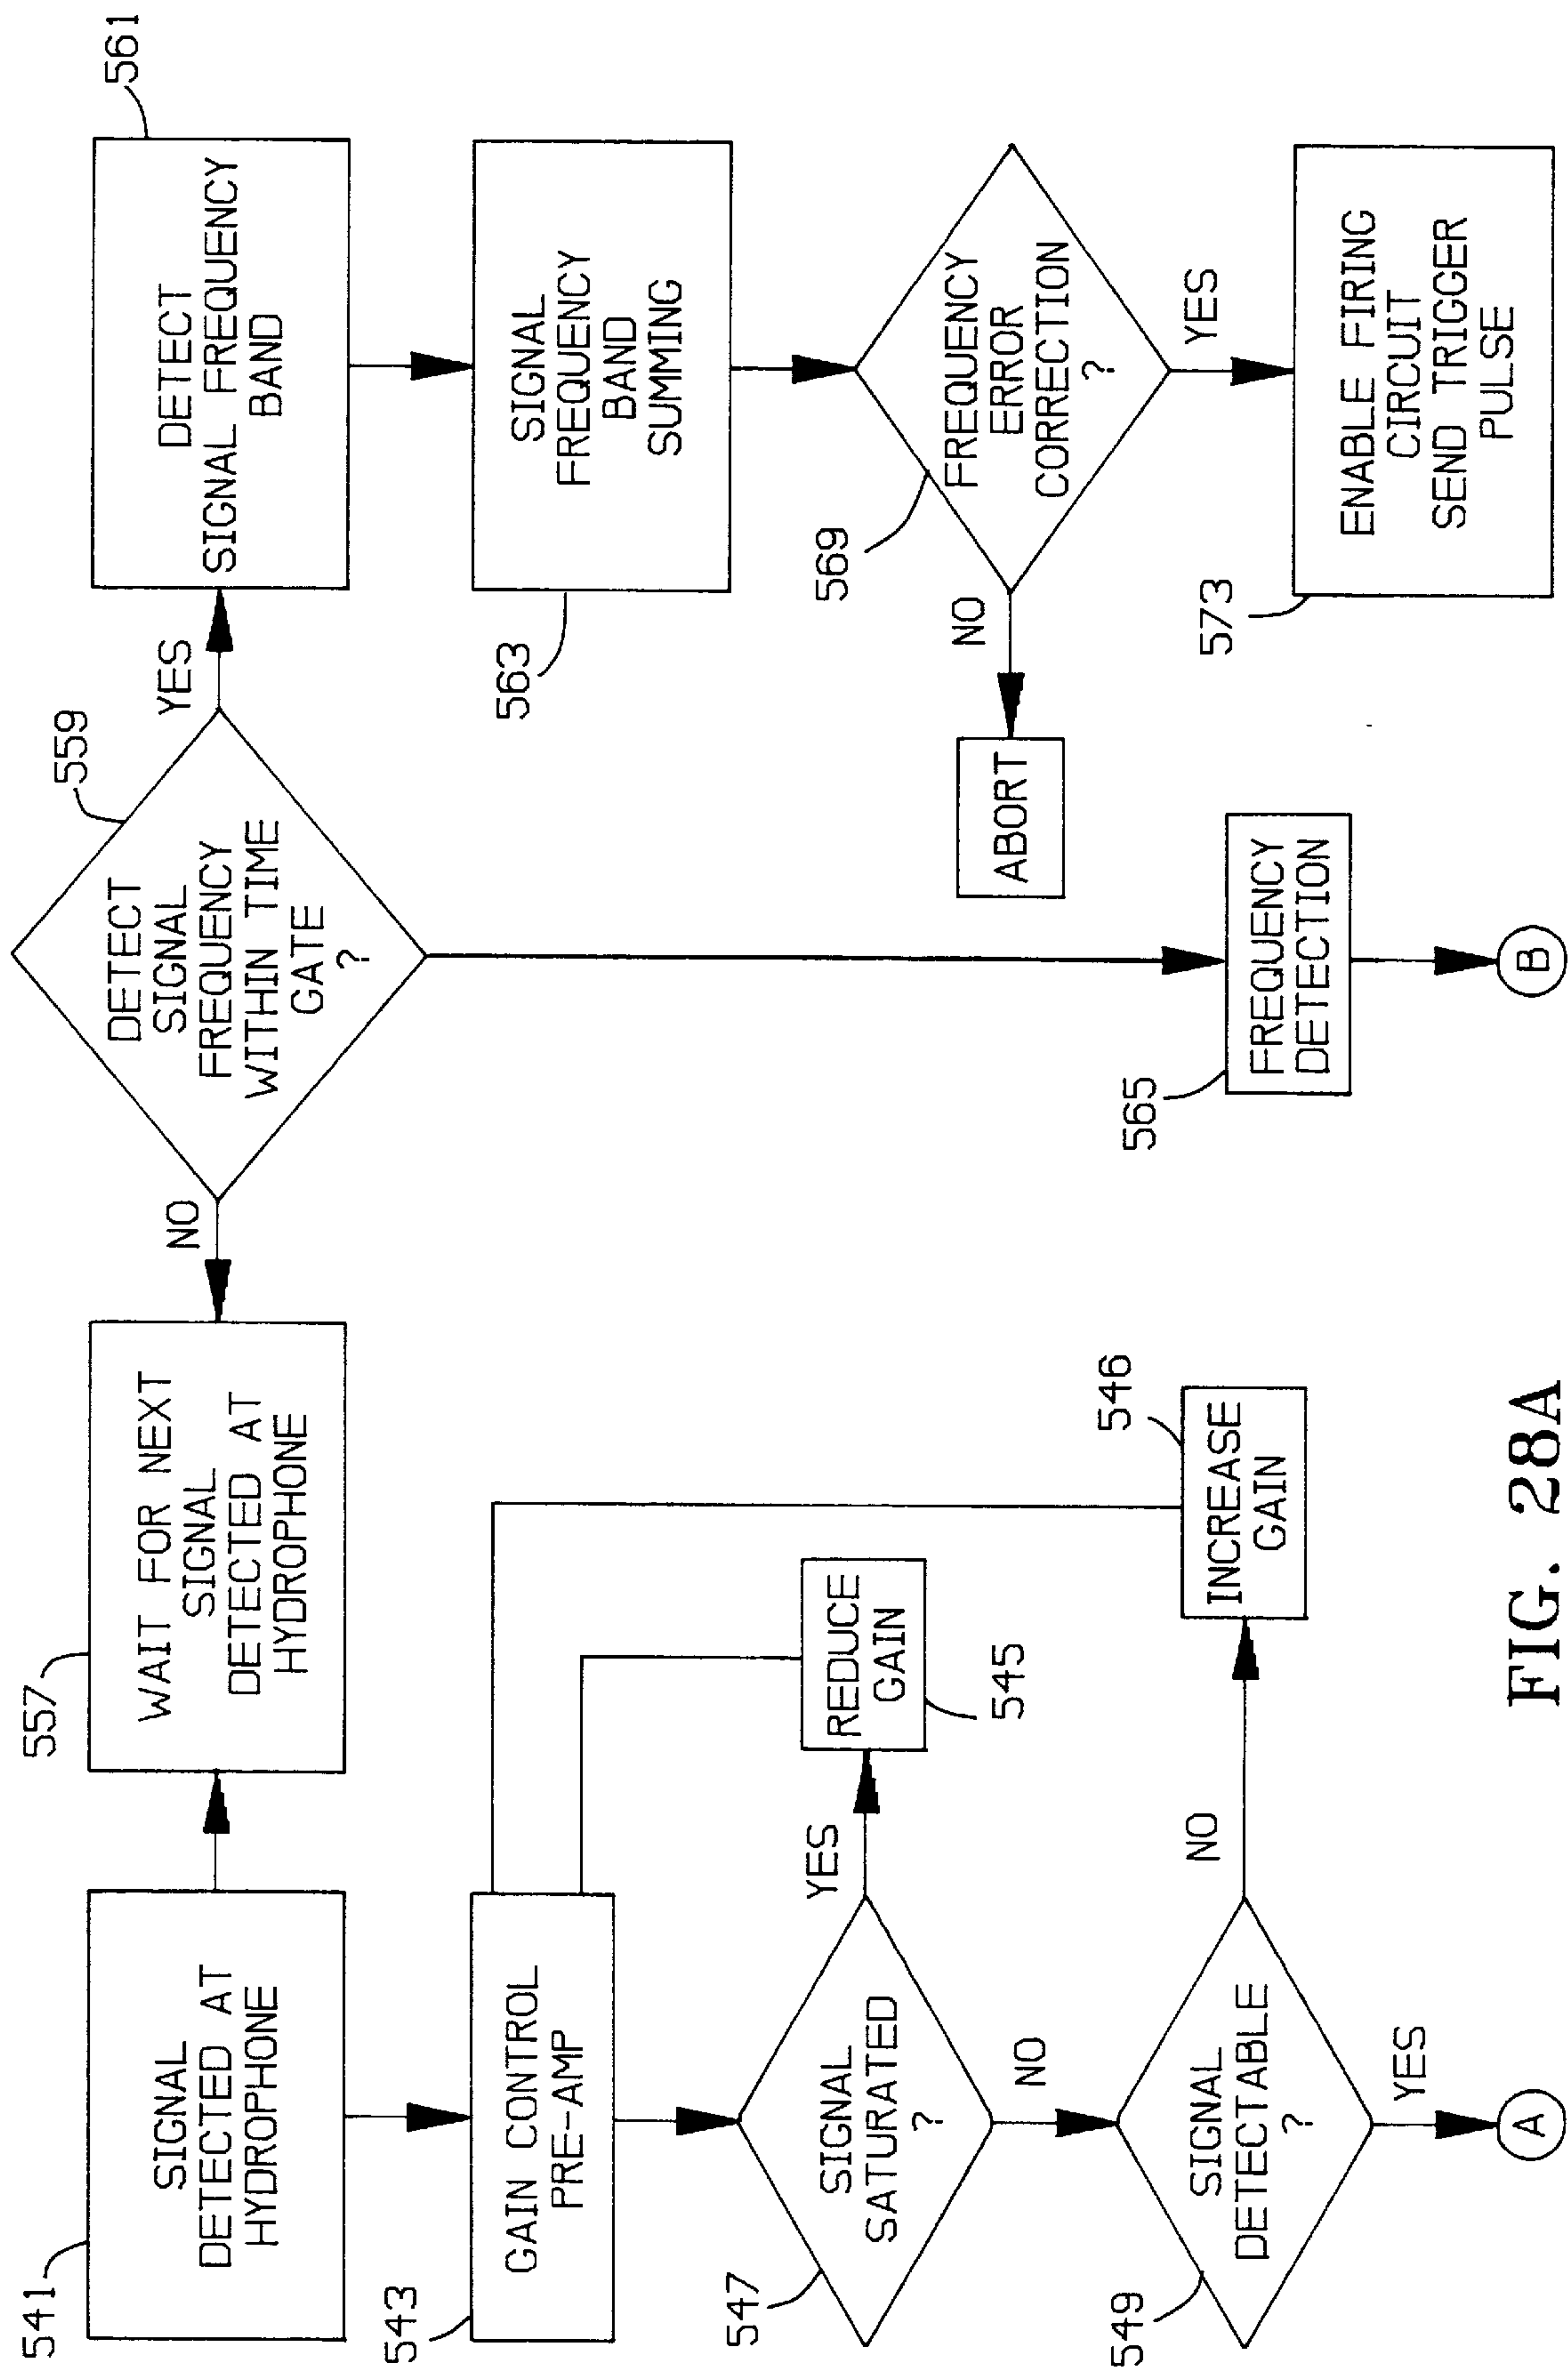 541
SIGNAL
DETECTED AT
HYDROPHONE
557
WAIT FOR NEXT
SIGNAL
DETECTED AT
HYDROPHONE
NO
559
DETECT
SIGNAL
FREQUENCY
WITHIN TIME
GATE
?
YES
561
DETECT
SIGNAL FREQUENCY
BAND
543
GAIN CONTROL
PRE-AMP
563
SIGNAL
FREQUENCY
BAND
SUMMING
547
SIGNAL
SATURATED
?
YES
REDUCE
GAIN
545
NO
569
FREQUENCY
ERROR
CORRECTION
?
NO
ABORT
YES
549
SIGNAL
DETECTABLE
?
NO
546
INCREASE
GAIN
YES
A
565
FREQUENCY
DETECTION
B
573
ENABLE FIRING
CIRCUIT
SEND TRIGGER
PULSE
FIG. 28A